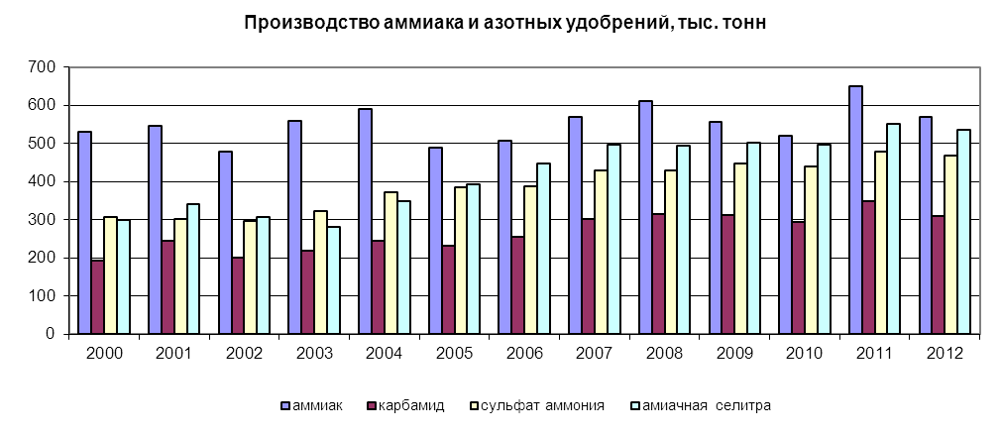 Производство аммиака и азотных удобрений, тыс. тонн
700
600
500
400
300
200
100
0
2000 2001 2002 2003 2004 2005 2006 2007 2008 2009 2010 2011 2012
аммиак карбамид сульфат аммония амиачная селитра